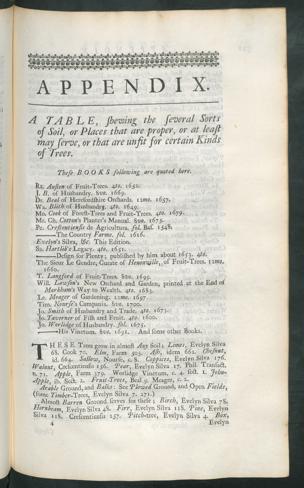 APPENDIX.
A TABLE, shewing the several Sorts
of Soil, or Places that are proper, or at least
may serve, or that are unfit for certain Kinds
of Trees.
These BOOKS following are quoted here.
Ra. Austen of Fruit-Trees. 4to. 1657.
J. B. of Husbandry. 8vo. 1669.
Dr. Beal of Herefordshire Orchards. 12mo. 1657.
W. Blith of Husbandry. 4to. 1649.
Mo. Cook of Forest-Trees and Fruit-Trees. 4to. 1679.
Mr. Ch. Cotton's Planter's Manual. 8vo. 1675.
Pe. Crescentiensis de Agricultura, fol. Bas. 1548.
——The Country Farme. fol. 1616.
Evelyn's Silva, &c. This Edition.
Sa. Hartlib's Legacy. 4to. 1651.
——Design for Plenty; published by him about 1653. 4to.
The Sieur Le Gendre, Curate of Henonville, of Fruit-Trees. 12mo.
1660.
T. Langford of Fruit-Trees. 8vo. 1695.
Will. Lawson's New Orchard and Garden, printed at the End of
Markham's Way to Wealth. 4to. 1683.
Le. Meager of Gardening. 12mo. 1697
Tim. Nourse's Campania. 8vo. 1700.
Jo. Smith of Husbandry and Trade. 4to. 1673.
Jo. Taverner of Fish and Fruit. 4to. 1600.
Jo. Worlidge of Husbandry. fol. 1675.
——His Vinetum. 8vo. 1691. And some other Books.
THESE Trees grow in almost Any Soil: Limes, Evelyn Silva
68. Cook 70. Elm, Farm 505. Ash, idem 661. Chesnut,
id. 664. Sallow, Nourse, c. 8. Coppices, Evelyn Silva 176.
Walnut, Crescentiensis 136. Pear, Evelyn Silva 17. Phil. Transact.
n. 71. Apple, Farm 379. Worlidge Vinetum, c. 4. sect. 1. John-
Apple, ib. Sect. 2. Fruit-Trees, Beal 9. Meager, c. 2.
Arable Ground, and Balks: See Plowed Ground, and Open Fields,
(some Timber-Trees, Evelyn Silva 7. 271.)
Almost Barren Ground serves for these; Birch, Evelyn Silva 78.
Hornbeam, Evelyn Silva 48. Firr, Evelyn Silva 118. Pine, Evelyn
Silva 118. Crescentiensis 157. Pitch-tree, Evelyn Silva 4. Box,
4 Evelyn